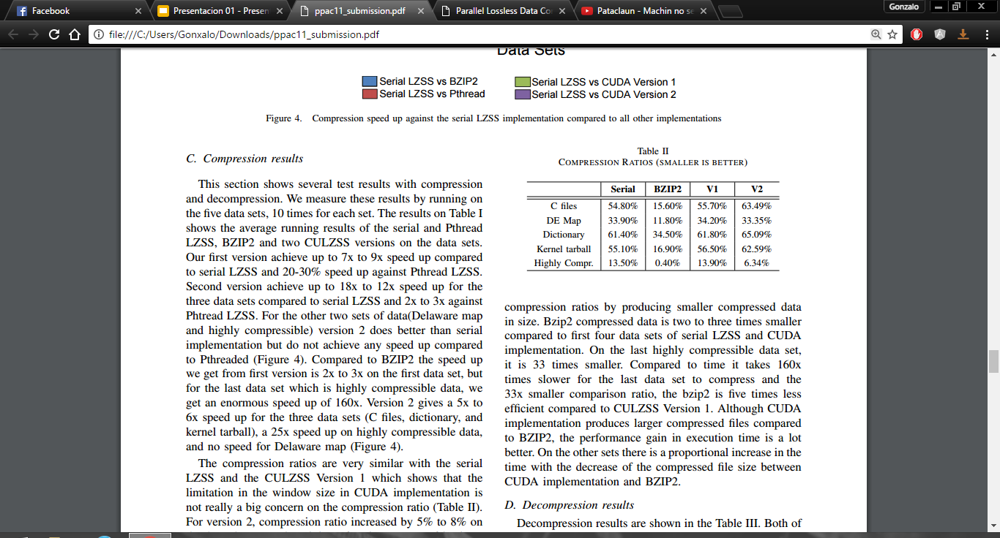 Facebook
Presentacion 01 - Presen
ppac11_submission.pdf
Parallel Lossless Data Co
Pataclaun - Machin no se
Gonzalo
file:///C:/Users/Gonxalo/Downloads/ppac11_submission.pdf
Data Sets
Serial LZSS vs BZIP2
Serial LZSS vs CUDA Version 1
Serial LZSS vs Pthread
Serial LZSS vs CUDA Version 2
Figure 4. Compression speed up against the serial LZSS implementation compared to all other implementations
C. Compression results
This section shows several test results with compression
and decompression. We measure these results by running on
the five data sets, 10 times for each set. The results on Table I
shows the average running results of the serial and Pthread
LZSS, BZIP2 and two CULZSS versions on the data sets.
Our first version achieve up to 7x to 9x speed up compared
to serial LZSS and 20-30% speed up against Pthread LZSS.
Second version achieve up to 18x to 12x speed up for the
three data sets compared to serial LZSS and 2x to 3x against
Phtread LZSS. For the other two sets of data(Delaware map
and highly compressible) version 2 does better than serial
implementation but do not achieve any speed up compared
to Pthreaded (Figure 4). Compared to BZIP2 the speed up
we get from first version is 2x to 3x on the first data set, but
for the last data set which is highly compressible data, we
get an enormous speed up of 160x. Version 2 gives a 5x to
6x speed up for the three data sets (C files, dictionary, and
kernel tarball), a 25x speed up on highly compressible data,
and no speed for Delaware map (Figure 4).
The compression ratios are very similar with the serial
LZSS and the CULZSS Version 1 which shows that the
limitation in the window size in CUDA implementation is
not really a big concern on the compression ratio (Table II).
For version 2, compression ratio increased by 5% to 8% on
Table II
COMPRESSION RATIOS (SMALLER IS BETTER)
Serial BZIP2 V1 V2
C files 54.80% 15.60% 55.70% 63.49%
DE Map 33.90% 11.80% 34.20% 33.35%
Dictionary 61.40% 34.50% 61.80% 65.09%
Kernel tarball 55.10% 16.90% 56.50% 62.59%
Highly Compr. 13.50% 0.40% 13.90% 6.34%
compression ratios by producing smaller compressed data
in size. Bzip2 compressed data is two to three times smaller
compared to first four data sets of serial LZSS and CUDA
implementation. On the last highly compressible data set,
it is 33 times smaller. Compared to time it takes 160x
times slower for the last data set to compress and the
33x smaller comparison ratio, the bzip2 is five times less
efficient compared to CULZSS Version 1. Although CUDA
implementation produces larger compressed files compared
to BZIP2, the performance gain in execution time is a lot
better. On the other sets there is a proportional increase in the
time with the decrease of the compressed file size between
CUDA implementation and BZIP2.
D. Decompression results
Decompression results are shown in the Table III. Both of